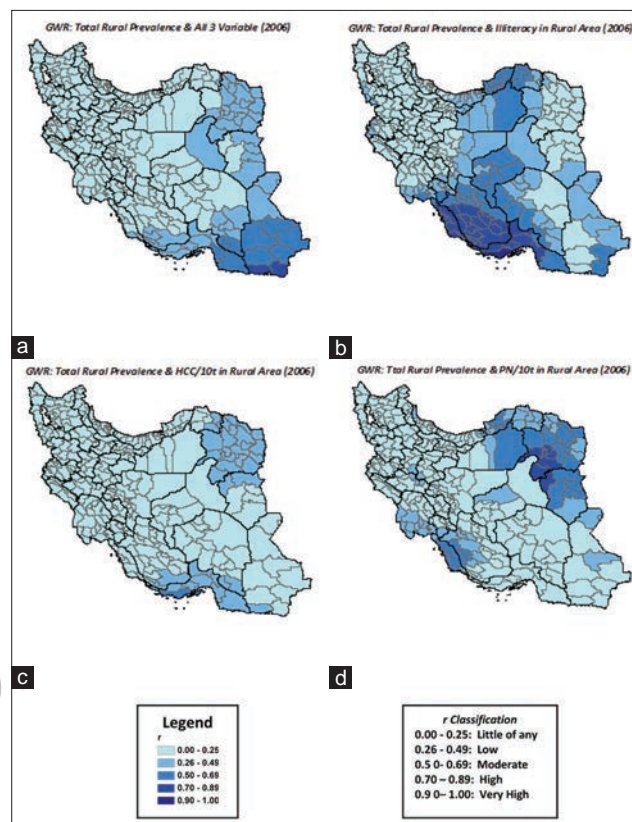 GWR: Total Rural Prevalence & All 3 Variable (2006)
GWR: Total Rural Prevalence & Illiteracy in Rural Area (2006)
a
b
GWR: Total Rural Prevalence & HCC/10t in Rural Area (2006)
GWR: Ttal Rural Prevalence & PN/10t in Rural Area (2006)
c
d
Legend
r
0.00 - 0.25
0.26 - 0.49
0.50 - 0.69
0.70 - 0.89
0.90 - 1.00
r Classification
0.00 - 0.25: Little of any
0.26 - 0.49: Low
0.5 0- 0.69: Moderate
0.70 – 0.89: High
0.9 0– 1.00: Very High